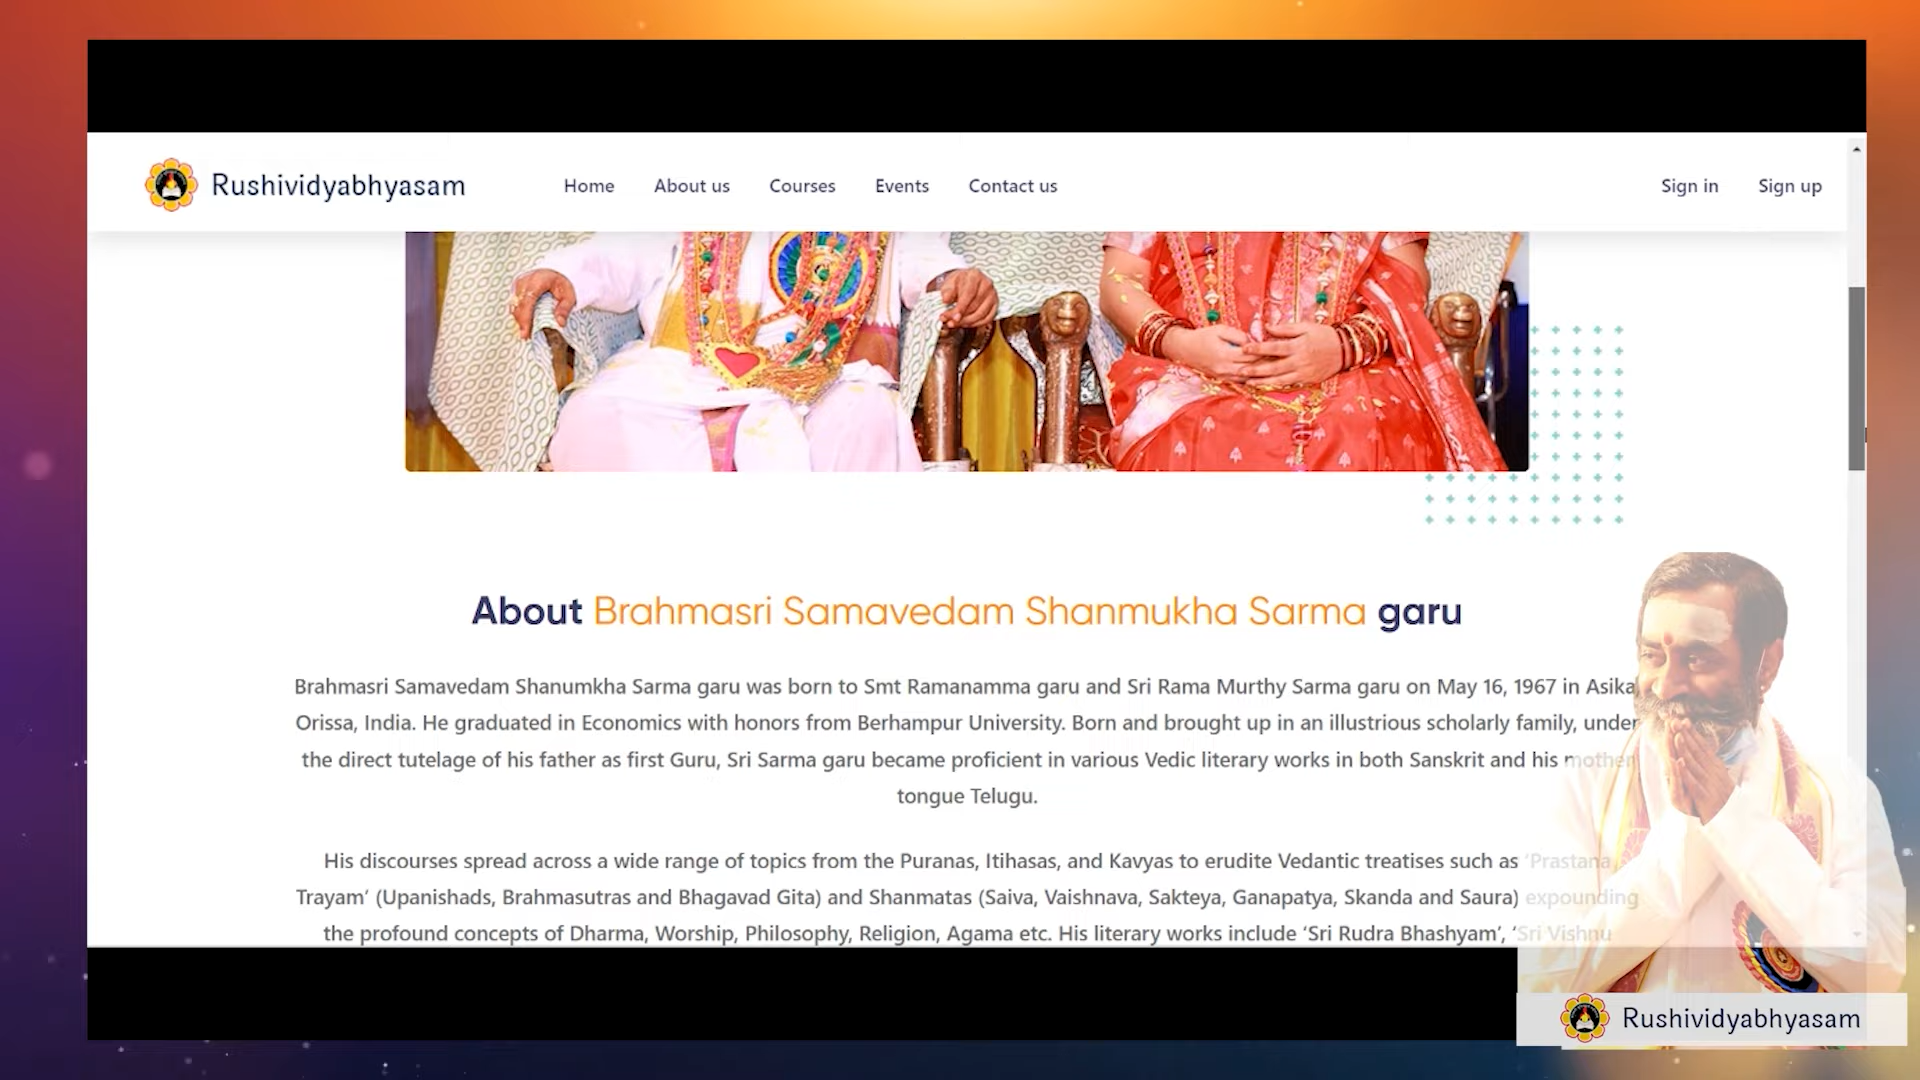 Rushividyabhyasam
Home
About us
Courses
Events
Contact us
Sign in
Sign up
About Brahmasri Samavedam Shanmukha Sarma garu
Brahmasri Samavedam Shanumkha Sarma garu was born to Smt Ramanamma garu and Sri Rama Murthy Sarma garu on May 16, 1967 in Asika
Orissa, India. He graduated in Economics with honors from Berhampur University. Born and brought up in an illustrious scholarly family, under
the direct tutelage of his father as first Guru, Sri Sarma garu became proficient in various Vedic literary works in both Sanskrit and his mother
tongue Telugu.
His discourses spread across a wide range of topics from the Puranas, Itihasas, and Kavyas to erudite Vedantic treatises such as ‘Prastana
Trayam’ (Upanishads, Brahmasutras and Bhagavad Gita) and Shanmatas (Saiva, Vaishnava, Sakteya, Ganapatya, Skanda and Saura) expounding
the profound concepts of Dharma, Worship, Philosophy, Religion, Agama etc. His literary works include ‘Sri Rudra Bhashyam’, ‘Sri Vishnu
Rushividyabhyasam